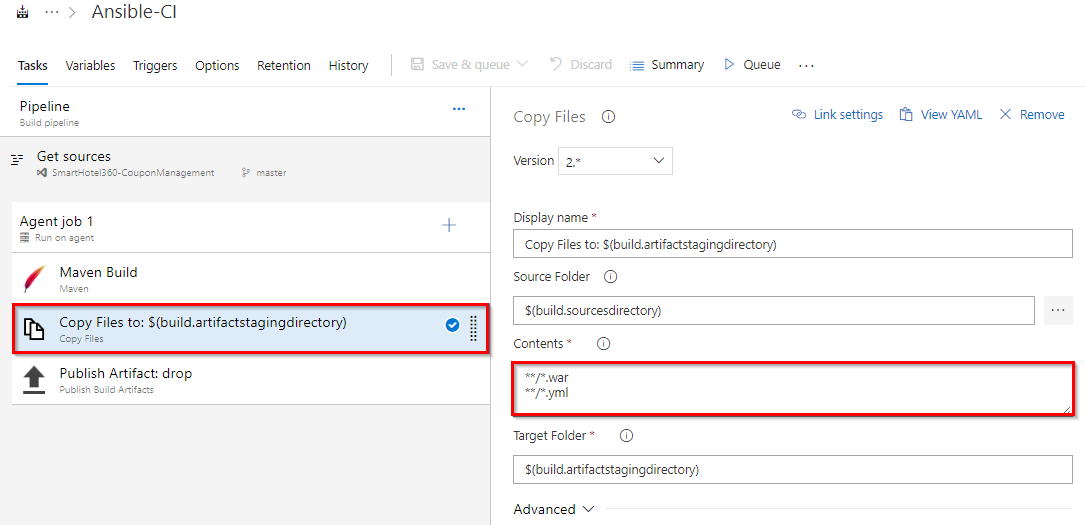 ··· > Ansible-CI
Tasks Variables Triggers Options Retention History Save & queue Discard Summary Queue ···
Pipeline ···
Build pipeline
Get sources
SmartHotel360-CouponManagement master
Agent job 1 +
Run on agent
Maven Build
Maven
Copy Files to: $(build.artifactstagingdirectory)
Copy Files
Publish Artifact: drop
Publish Build Artifacts
Copy Files Link settings View YAML Remove
Version 2.*
Display name *
Copy Files to: $(build.artifactstagingdirectory)
Source Folder
$(build.sourcesdirectory) ···
Contents *
**/*.war
**/*.yml
Target Folder *
$(build.artifactstagingdirectory)
Advanced